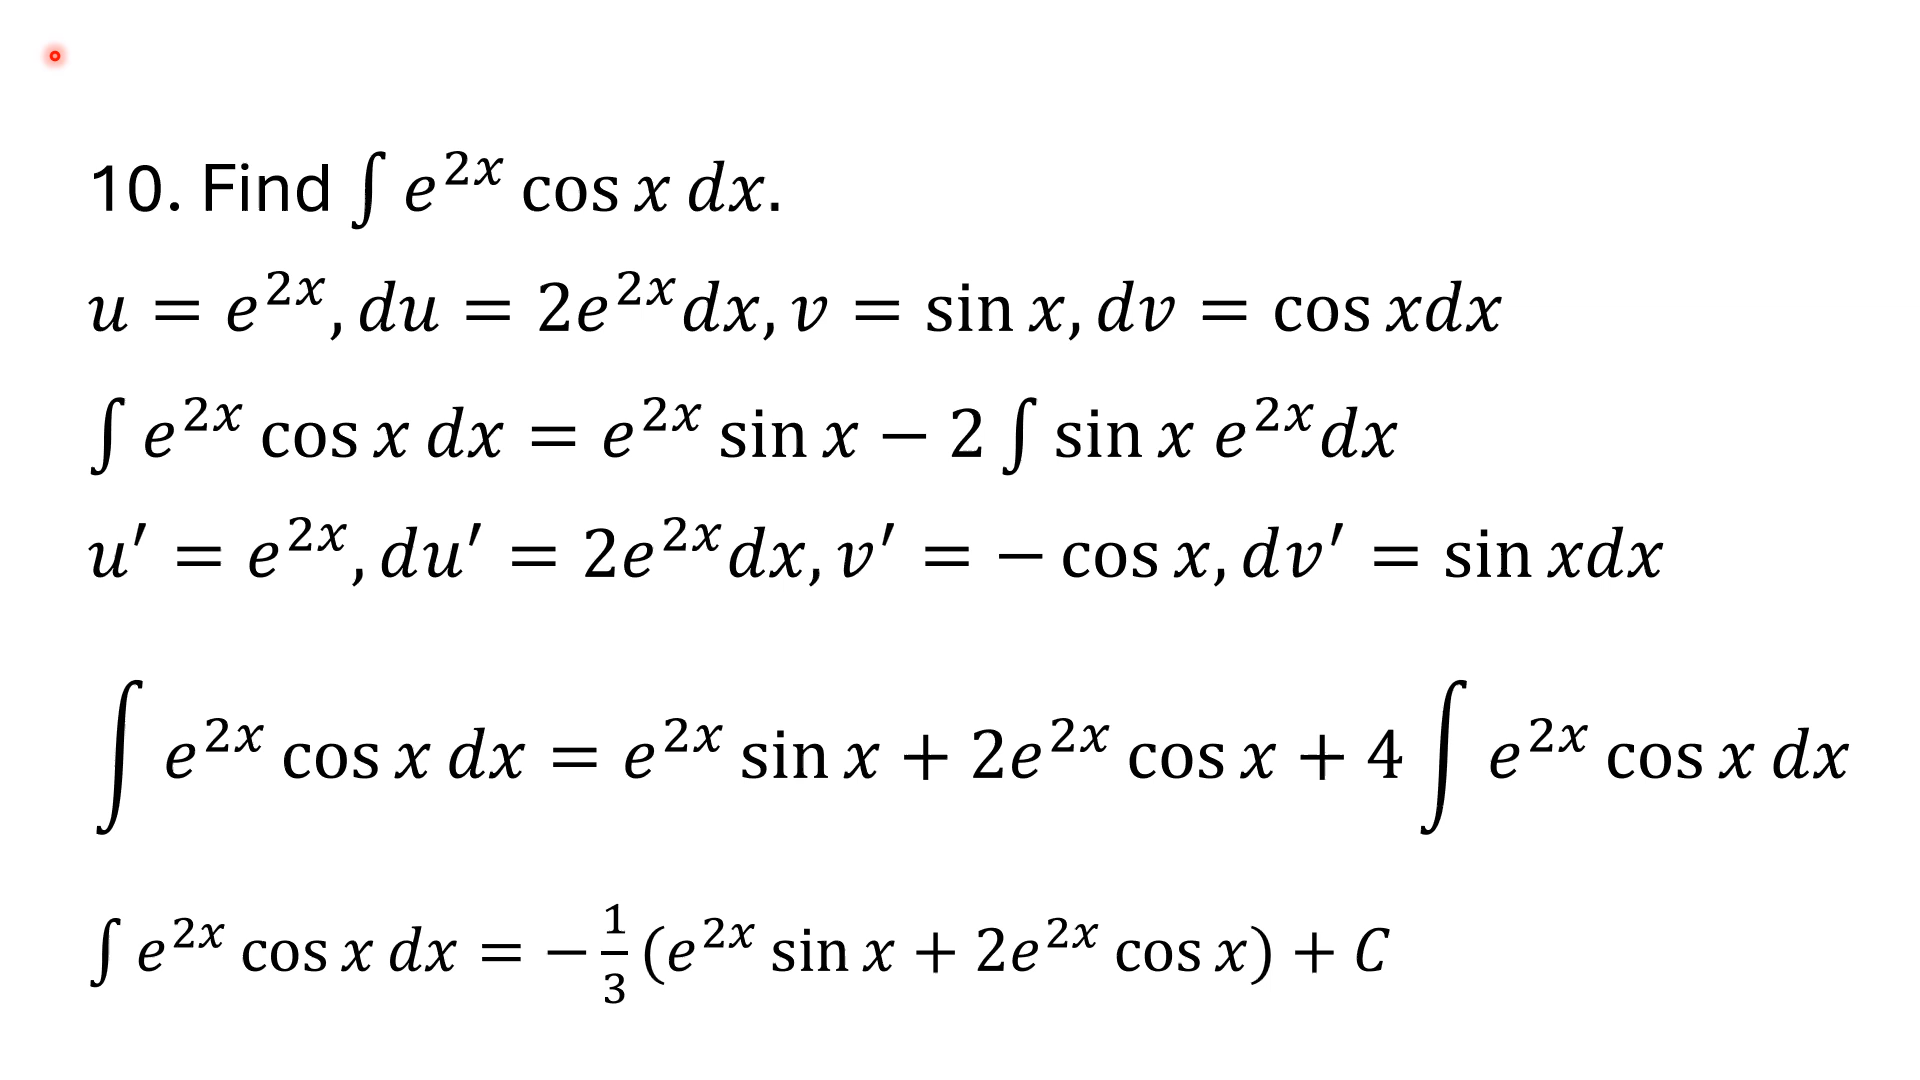 10. Find ∫ e^{2x} cos x dx.
u = e^{2x}, du = 2e^{2x}dx, v = sin x, dv = cos xdx
∫ e^{2x} cos x dx = e^{2x} sin x − 2 ∫ sin x e^{2x}dx
u′ = e^{2x}, du′ = 2e^{2x}dx, v′ = − cos x, dv′ = sin xdx
∫ e^{2x} cos x dx = e^{2x} sin x + 2e^{2x} cos x + 4 ∫ e^{2x} cos x dx
∫ e^{2x} cos x dx = −\frac{1}{3}(e^{2x} sin x + 2e^{2x} cos x) + C